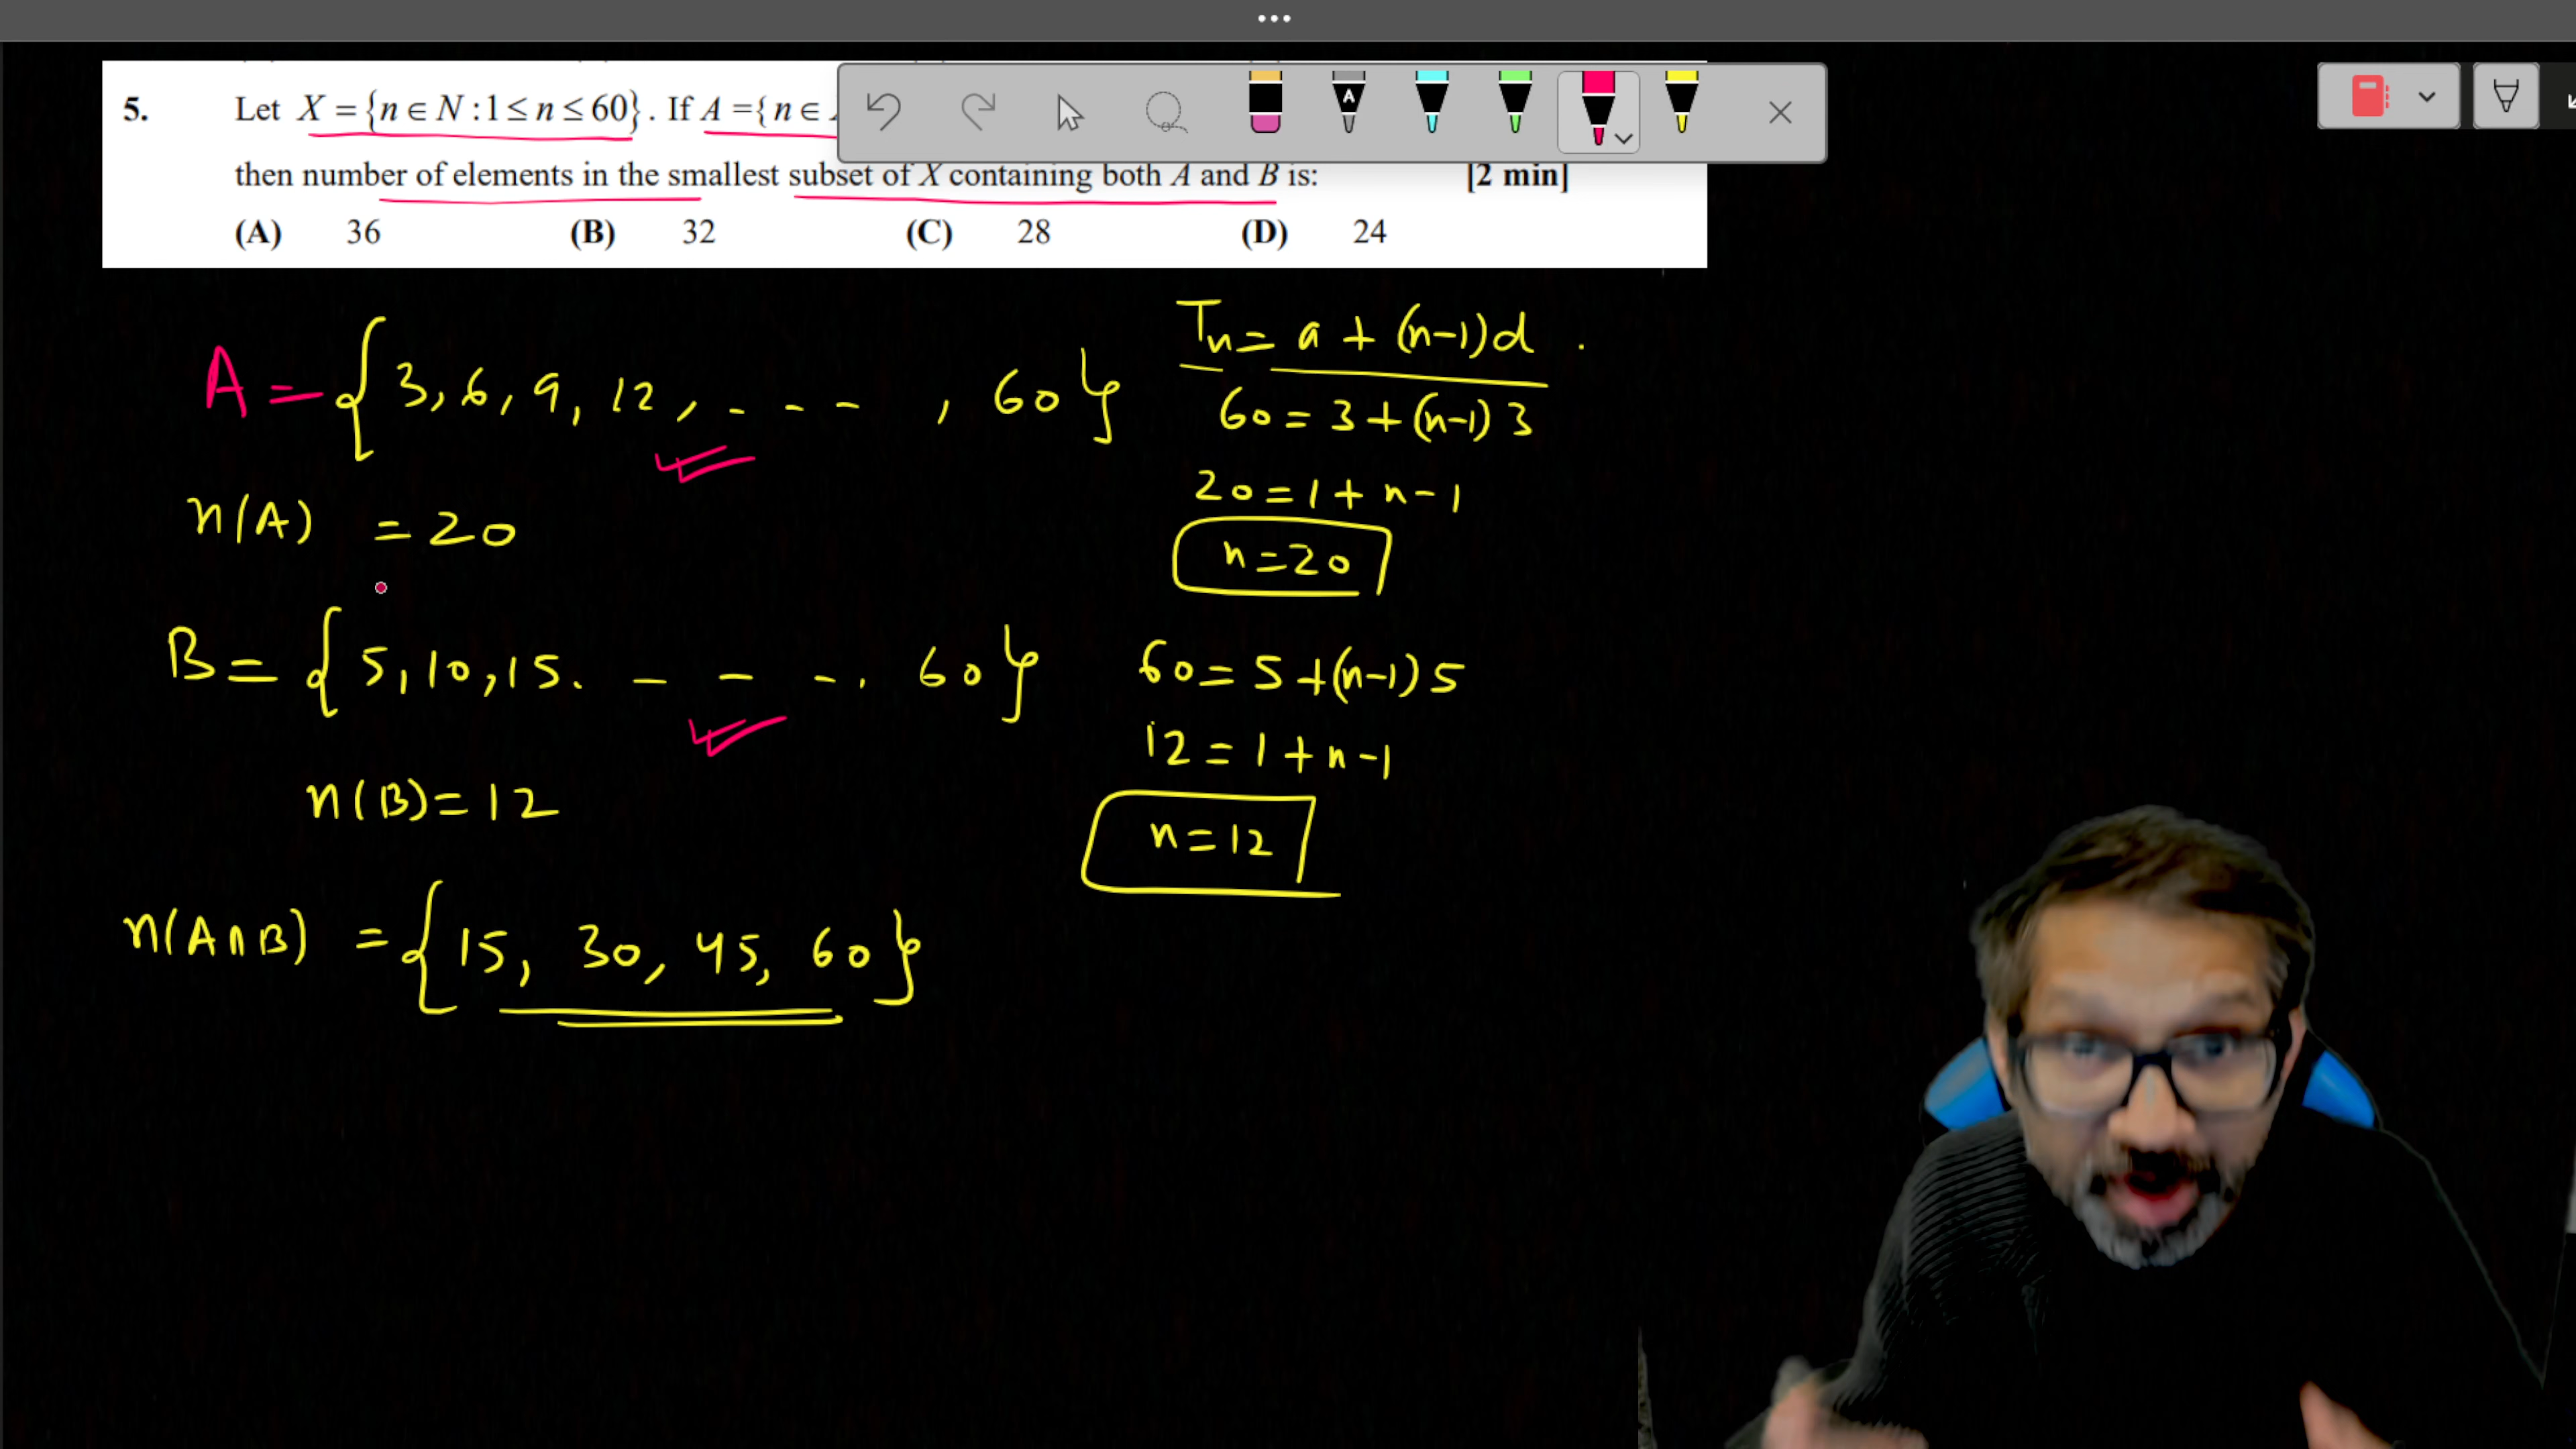 5. Let X = {n ∈ N : 1 ≤ n ≤ 60}. If A = {n ∈
then number of elements in the smallest subset of X containing both A and B is: [2 min]
(A) 36 (B) 32 (C) 28 (D) 24
A = {3, 6, 9, 12, - - - , 60}
n(A) = 20
B = {5, 10, 15. - - - . 60}
n(B) = 12
n(A∩B) = {15, 30, 45, 60}
Tn = a + (n-1)d .
60 = 3 + (n-1) 3
20 = 1 + n - 1
n = 20
60 = 5 + (n-1) 5
12 = 1 + n - 1
n = 12
A